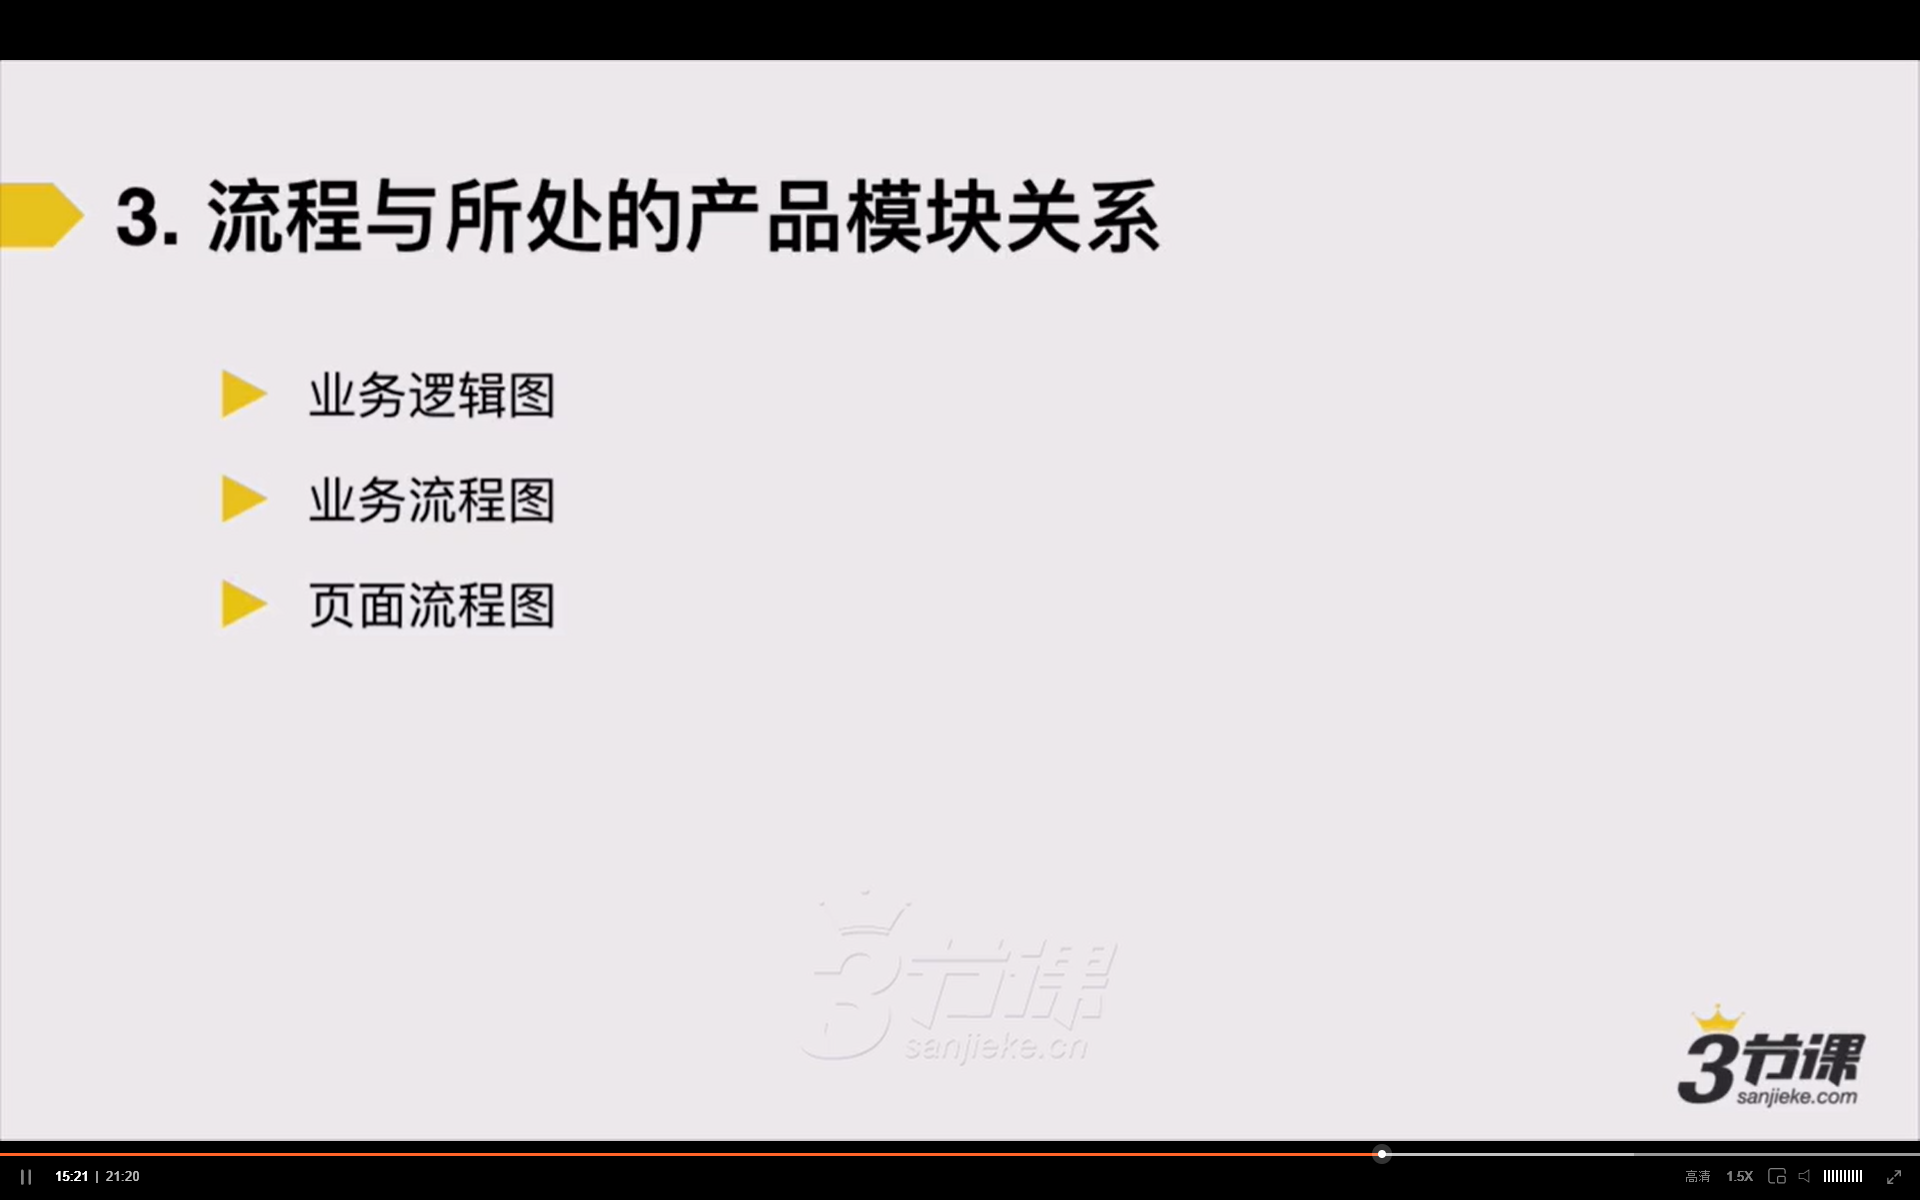 3. 流程与所处的产品模块关系
业务逻辑图
业务流程图
页面流程图
3节课
sanjieke.cn
3节课
sanjieke.com
15:21 | 21:20
高清 1.5X